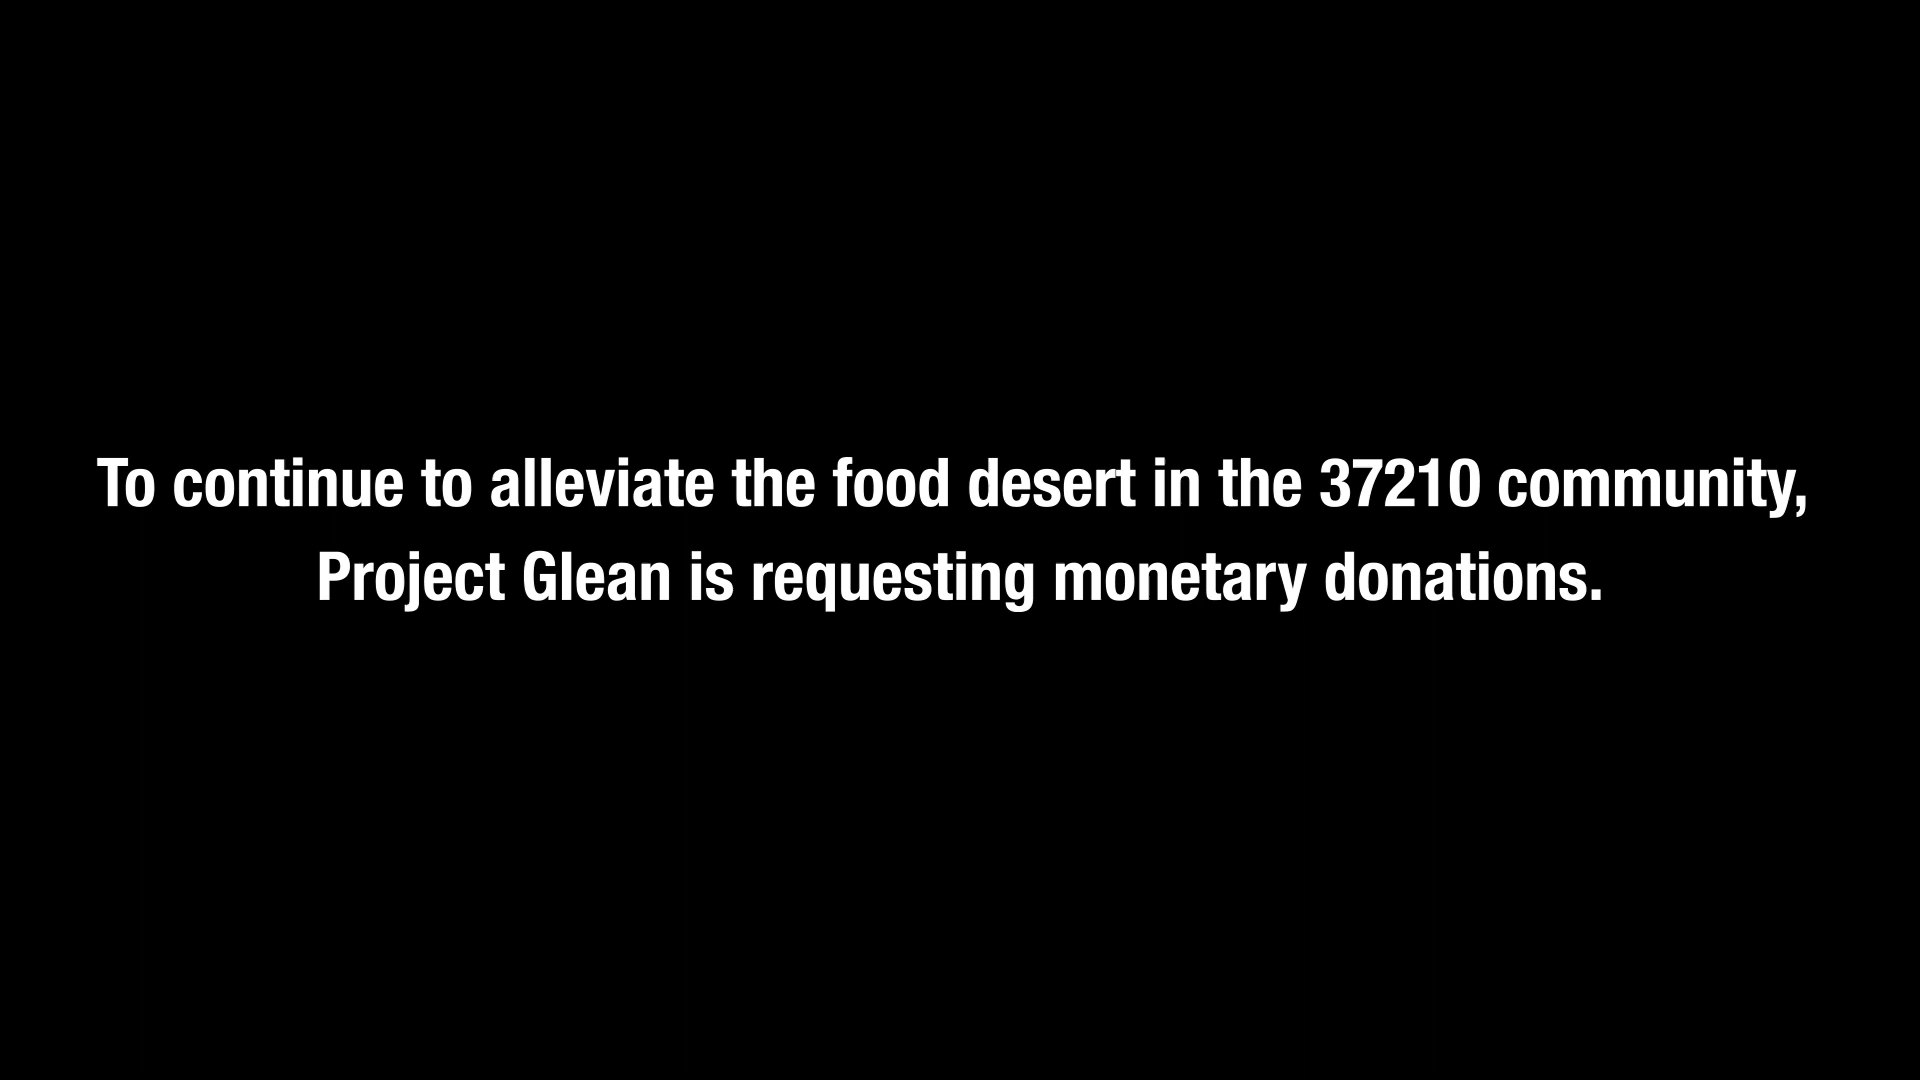 To continue to alleviate the food desert in the 37210 community,
Project Glean is requesting monetary donations.